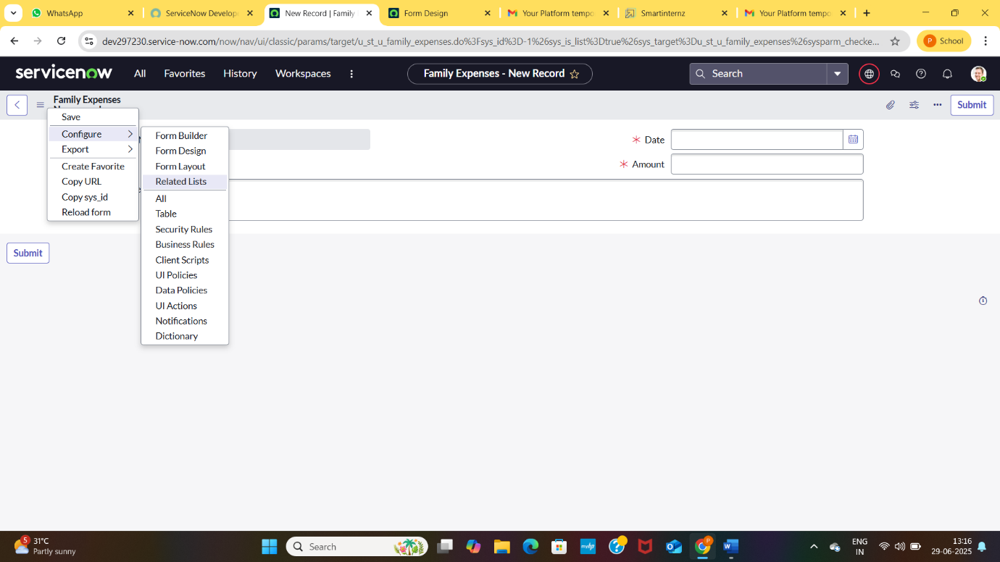 WhatsApp
ServiceNow Develop
New Record | Family
Form Design
Your Platform tempo
Smartinternz
Your Platform tempo
dev297230.service-now.com/now/nav/ui/classic/params/target/u_st_u_family_expenses.do%3Fsys_id%3D-1%26sys_is_list%3Dtrue%26sys_target%3Du_st_u_family_expenses%26sysparm_checke...
P School
servicenow
All
Favorites
History
Workspaces
Family Expenses - New Record
Search
Family Expenses
Submit
Save
Configure
Export
Create Favorite
Copy URL
Copy sys_id
Reload form
Form Builder
Form Design
Form Layout
Related Lists
All
Table
Security Rules
Business Rules
Client Scripts
UI Policies
Data Policies
UI Actions
Notifications
Dictionary
Date
Amount
Submit
5
31°C
Partly sunny
Search
myhp
P
W
ENG
IN
13:16
29-06-2025